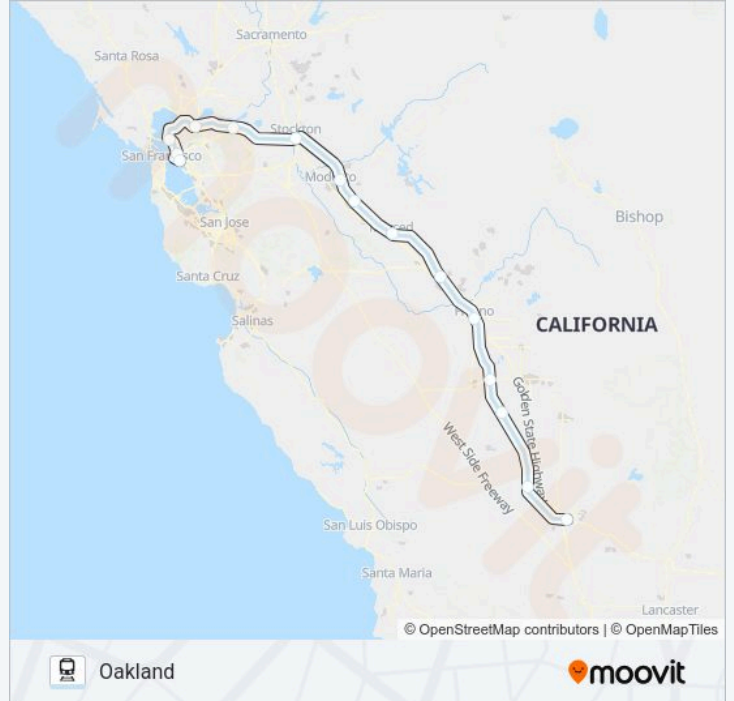 Sacramento
Santa Rosa
Stockton
San Francisco
Modesto
Merced
Bishop
San Jose
Santa Cruz
Fresno
Salinas
CALIFORNIA
Golden State Highway
West Side Freeway
San Luis Obispo
Santa Maria
Lancaster
© OpenStreetMap contributors | © OpenMapTiles
Oakland
moovit